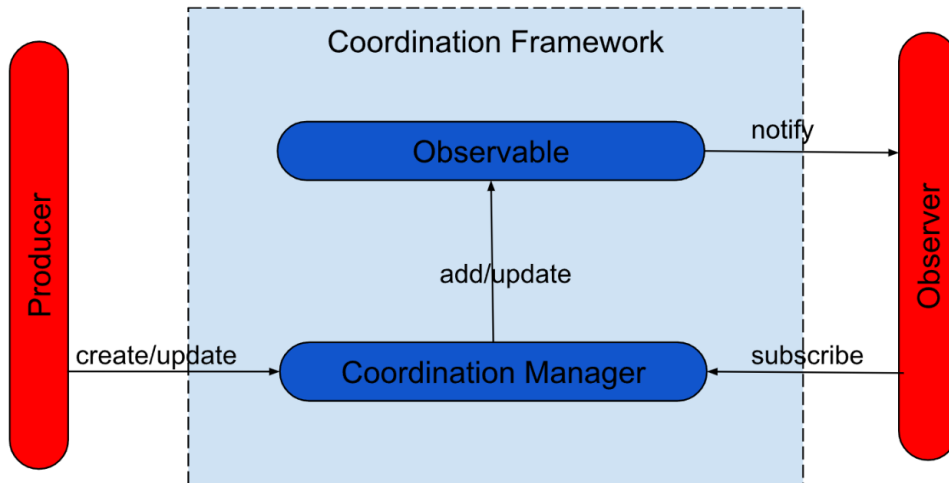 Coordination Framework
Producer
Observable
notify
Observer
add/update
create/update
Coordination Manager
subscribe